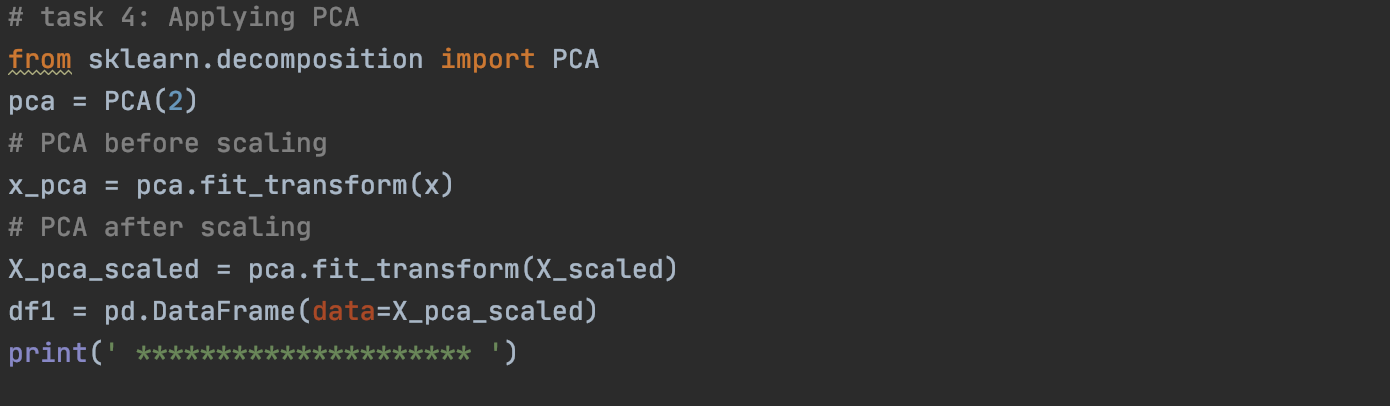 # task 4: Applying PCA
from sklearn.decomposition import PCA
pca = PCA(2)
# PCA before scaling
x_pca = pca.fit_transform(x)
# PCA after scaling
X_pca_scaled = pca.fit_transform(X_scaled)
df1 = pd.DataFrame(data=X_pca_scaled)
print(' ********************* ')